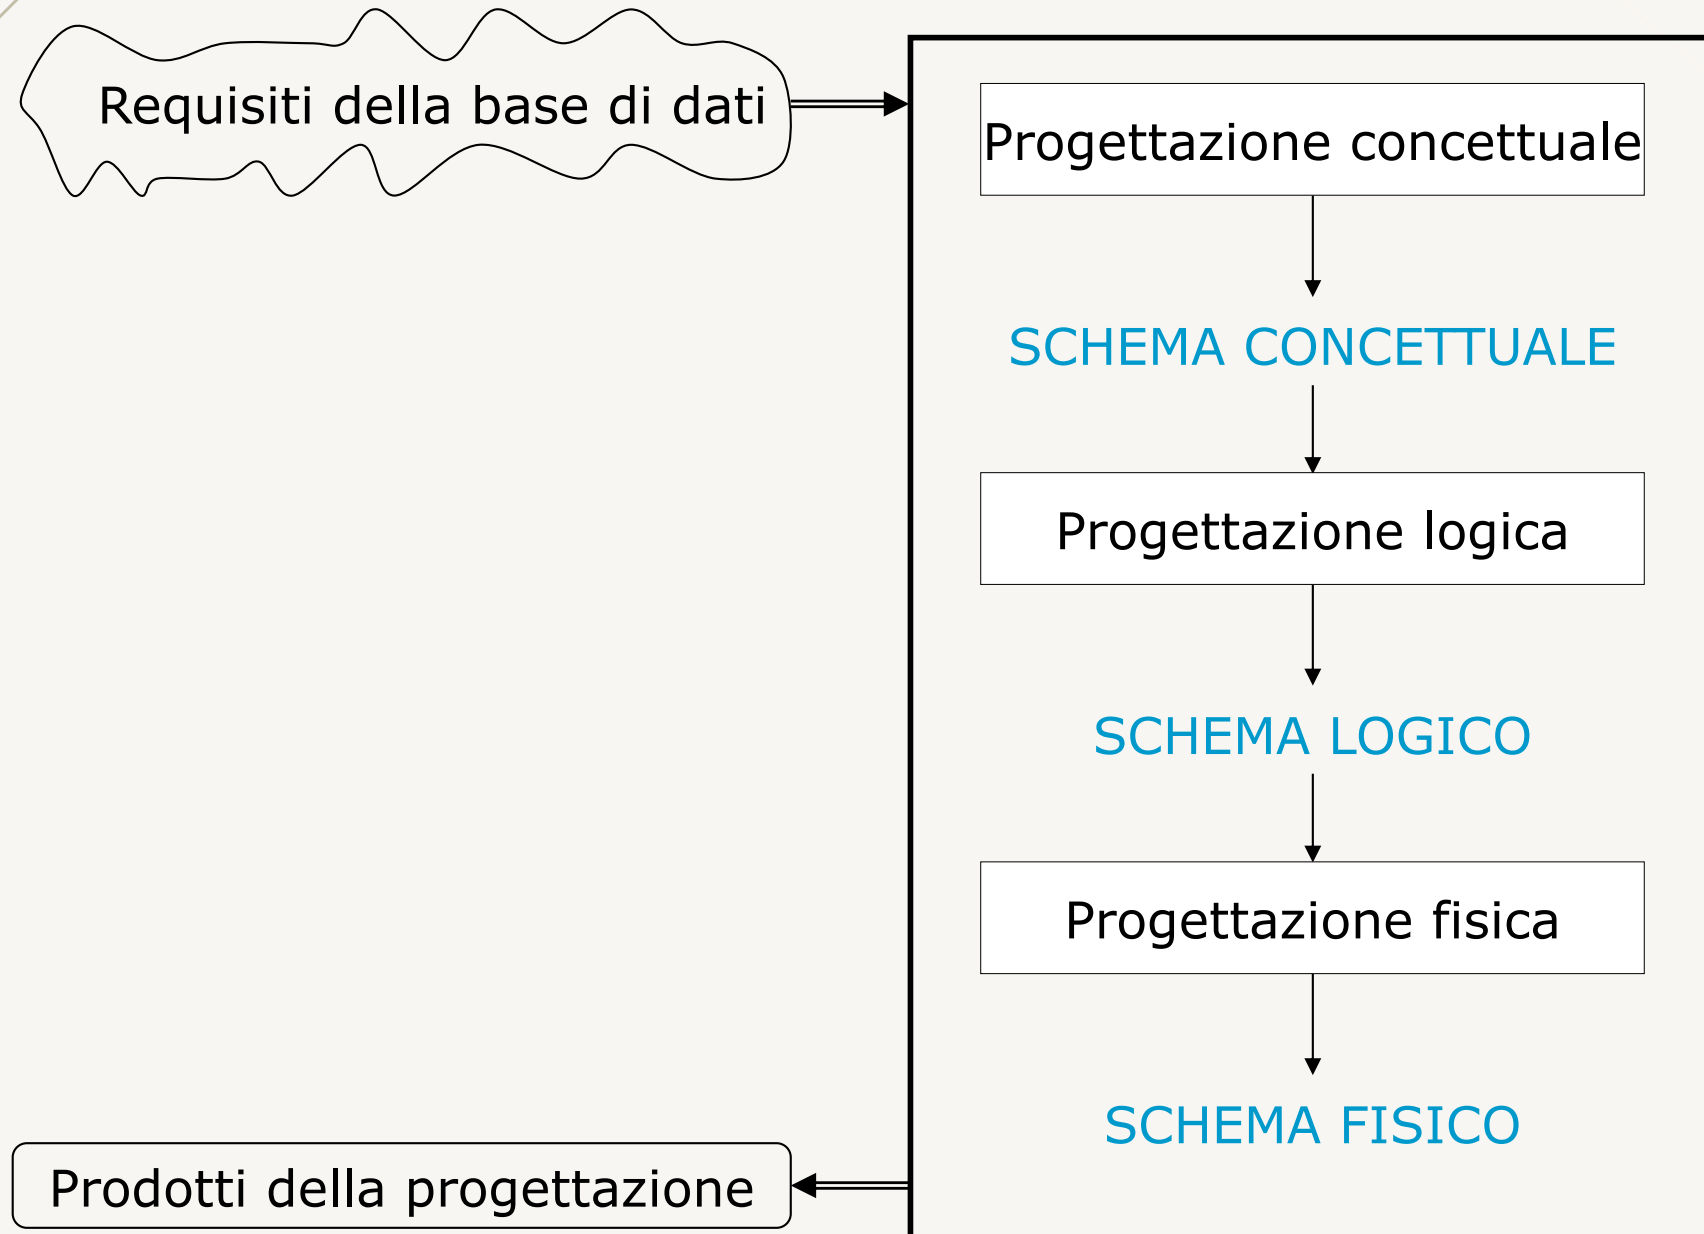 Requisiti della base di dati
Progettazione concettuale
SCHEMA CONCETTUALE
Progettazione logica
SCHEMA LOGICO
Progettazione fisica
SCHEMA FISICO
Prodotti della progettazione